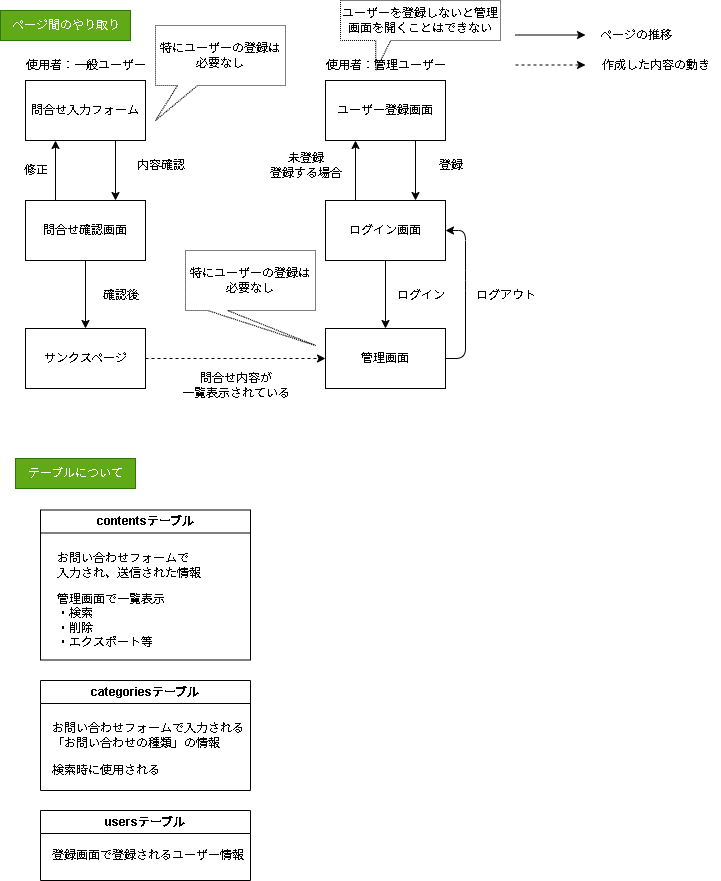 ページ間のやり取り
ユーザーを登録しないと管理
画面を開くことはできない
ページの推移
作成した内容の動き
特にユーザーの登録は
必要なし
使用者：一般ユーザー
使用者：管理ユーザー
問合せ入力フォーム
ユーザー登録画面
修正
内容確認
未登録
登録する場合
登録
問合せ確認画面
ログイン画面
特にユーザーの登録は
必要なし
確認後
ログイン
ログアウト
サンクスページ
管理画面
問合せ内容が
一覧表示されている
テーブルについて
contentsテーブル
お問い合わせフォームで
入力され、送信された情報
管理画面で一覧表示
・検索
・削除
・エクスポート等
categoriesテーブル
お問い合わせフォームで入力される
「お問い合わせの種類」の情報
検索時に使用される
usersテーブル
登録画面で登録されるユーザー情報